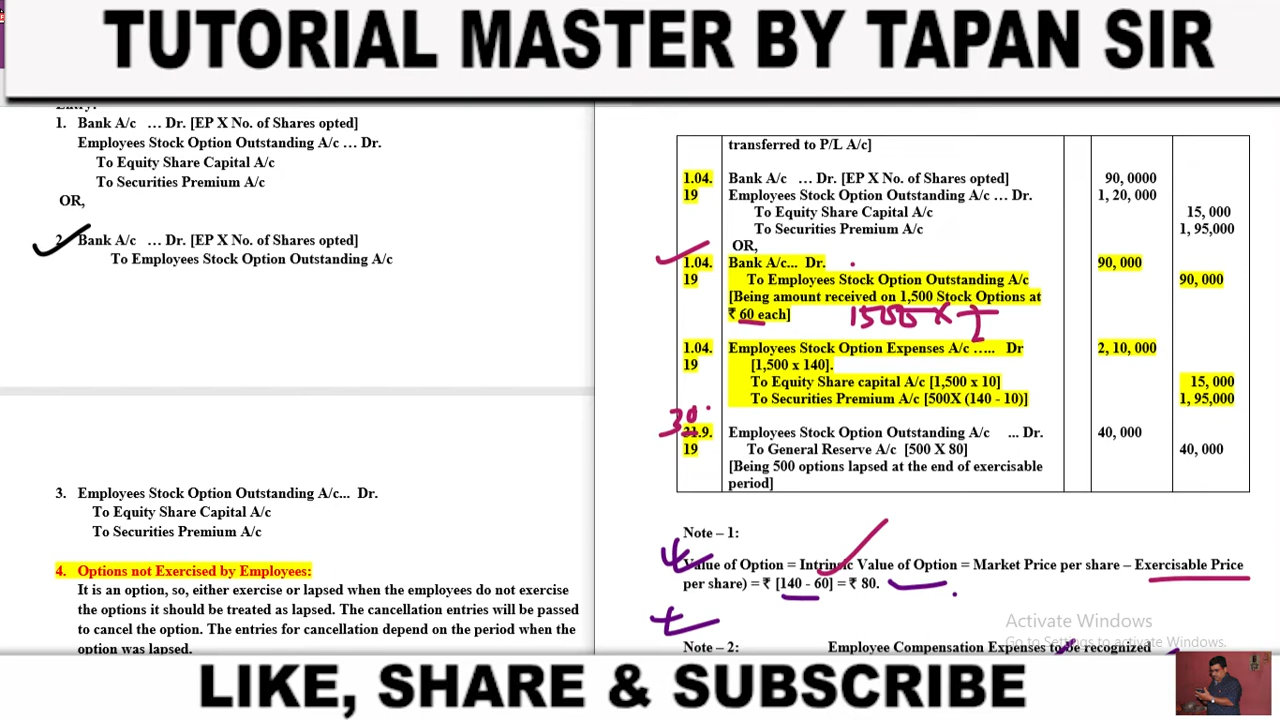 TUTORIAL MASTER BY TAPAN SIR
Entry:
1. Bank A/c … Dr. [EP X No. of Shares opted]
Employees Stock Option Outstanding A/c … Dr.
To Equity Share Capital A/c
To Securities Premium A/c
OR,
2. Bank A/c … Dr. [EP X No. of Shares opted]
To Employees Stock Option Outstanding A/c
3. Employees Stock Option Outstanding A/c... Dr.
To Equity Share Capital A/c
To Securities Premium A/c
4. Options not Exercised by Employees:
It is an option, so, either exercise or lapsed when the employees do not exercise
the options it should be treated as lapsed. The cancellation entries will be passed
to cancel the option. The entries for cancellation depend on the period when the
option was lapsed.
transferred to P/L A/c]
1.04. Bank A/c … Dr. [EP X No. of Shares opted] 90, 0000
19 Employees Stock Option Outstanding A/c … Dr. 1, 20, 000
To Equity Share Capital A/c 15, 000
To Securities Premium A/c 1, 95,000
OR,
1.04. Bank A/c... Dr. 90, 000
19 To Employees Stock Option Outstanding A/c 90, 000
[Being amount received on 1,500 Stock Options at
₹ 60 each] 1500 X
1.04. Employees Stock Option Expenses A/c ….. Dr 2, 10, 000
19 [1,500 x 140].
To Equity Share capital A/c [1,500 x 10] 15, 000
To Securities Premium A/c [500X (140 - 10)] 1, 95,000
30
31.9. Employees Stock Option Outstanding A/c ... Dr. 40, 000
19 To General Reserve A/c [500 X 80] 40, 000
[Being 500 options lapsed at the end of exercisable
period]
Note – 1:
Value of Option = Intrinsic Value of Option = Market Price per share – Exercisable Price
per share) = ₹ [140 - 60] = ₹ 80.
Note – 2: Employee Compensation Expenses to be recognized
Activate Windows
Go to Settings to activate Windows.
LIKE, SHARE & SUBSCRIBE